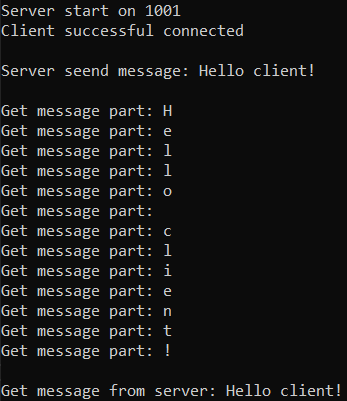 Server start on 1001
Client successful connected
Server seend message: Hello client!
Get message part: H
Get message part: e
Get message part: l
Get message part: l
Get message part: o
Get message part:
Get message part: c
Get message part: l
Get message part: i
Get message part: e
Get message part: n
Get message part: t
Get message part: !
Get message from server: Hello client!